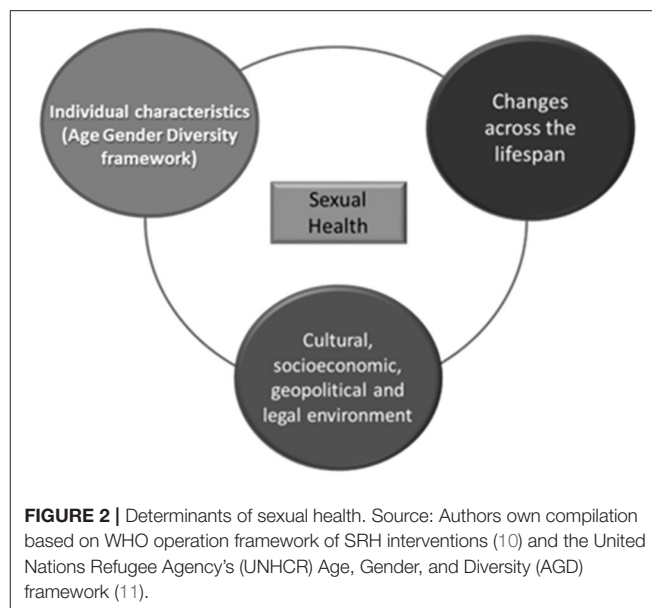 Individual characteristics
(Age Gender Diversity
framework)
Changes
across the
lifespan
Sexual
Health
Cultural,
socioeconomic,
geopolitical and
legal environment
FIGURE 2 | Determinants of sexual health. Source: Authors own compilation
based on WHO operation framework of SRH interventions (10) and the United
Nations Refugee Agency's (UNHCR) Age, Gender, and Diversity (AGD)
framework (11).